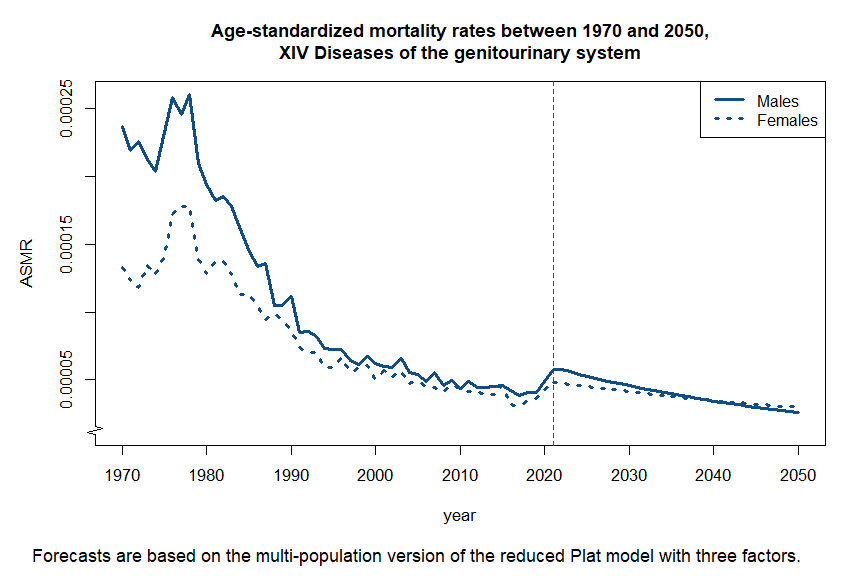 Age-standardized mortality rates between 1970 and 2050,
XIV Diseases of the genitourinary system
Males
Females
0.00025
0.00015
0.00005
ASMR
1970 1980 1990 2000 2010 2020 2030 2040 2050
year
Forecasts are based on the multi-population version of the reduced Plat model with three factors.